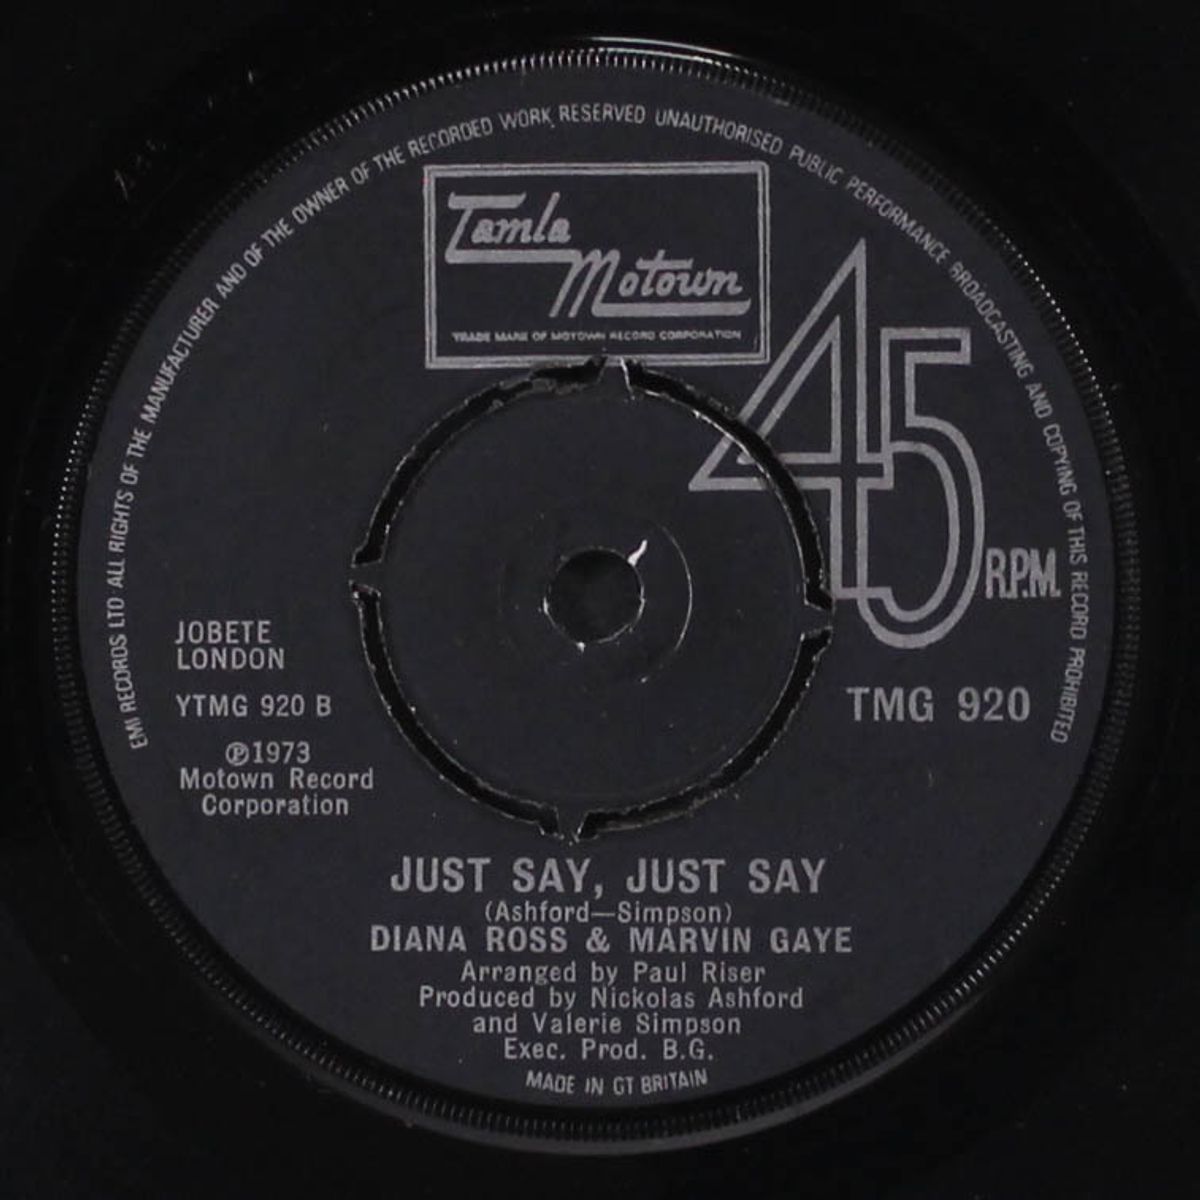 EMI RECORDS LTD ALL RIGHTS OF THE MANUFACTURER AND OF THE OWNER OF THE RECORDED WORK RESERVED UNAUTHORISED PUBLIC PERFORMANCE BROADCASTING AND COPYING OF THIS RECORD PROHIBITED
Tamla
Motown
TRADE MARK OF MOTOWN RECORD CORPORATION
45
R.P.M.
JOBETE
LONDON
YTMG 920 B
TMG 920
℗1973
Motown Record
Corporation
JUST SAY, JUST SAY
(Ashford—Simpson)
DIANA ROSS & MARVIN GAYE
Arranged by Paul Riser
Produced by Nickolas Ashford
and Valerie Simpson
Exec. Prod. B.G.
MADE IN GT BRITAIN